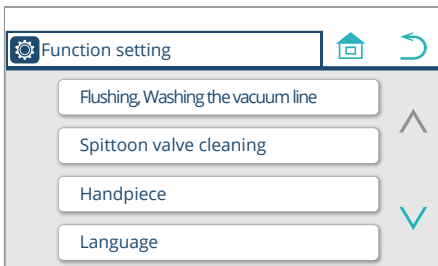 Function setting
Flushing, Washing the vacuum line
Spittoon valve cleaning
Handpiece
Language